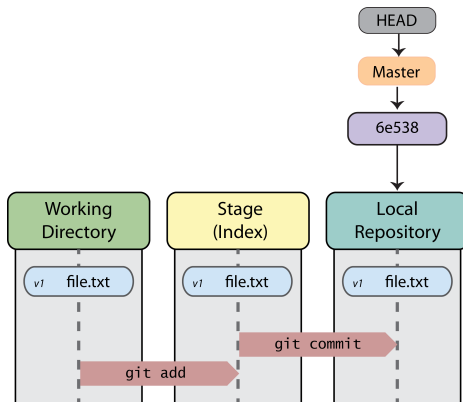 HEAD
Master
6e538
Working
Directory
Stage
(Index)
Local
Repository
v1 file.txt
v1 file.txt
v1 file.txt
git commit
git add